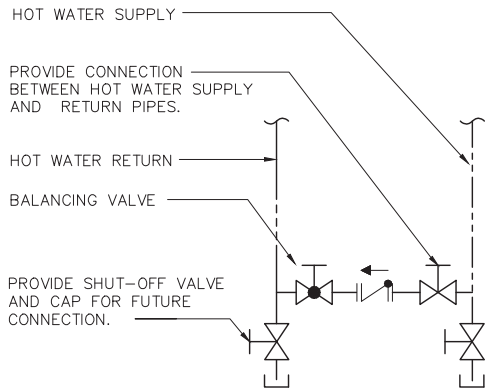 HOT WATER SUPPLY
PROVIDE CONNECTION
BETWEEN HOT WATER SUPPLY
AND RETURN PIPES.
HOT WATER RETURN
BALANCING VALVE
PROVIDE SHUT-OFF VALVE
AND CAP FOR FUTURE
CONNECTION.